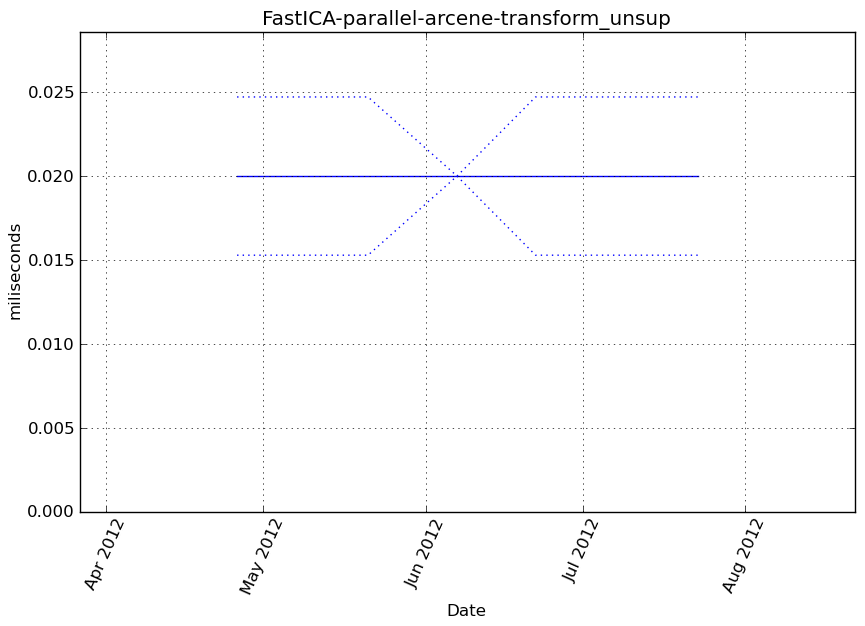 FastICA-parallel-arcene-transform_unsup
miliseconds
0.025
0.020
0.015
0.010
0.005
0.000
Apr 2012
May 2012
Jun 2012
Jul 2012
Aug 2012
Date